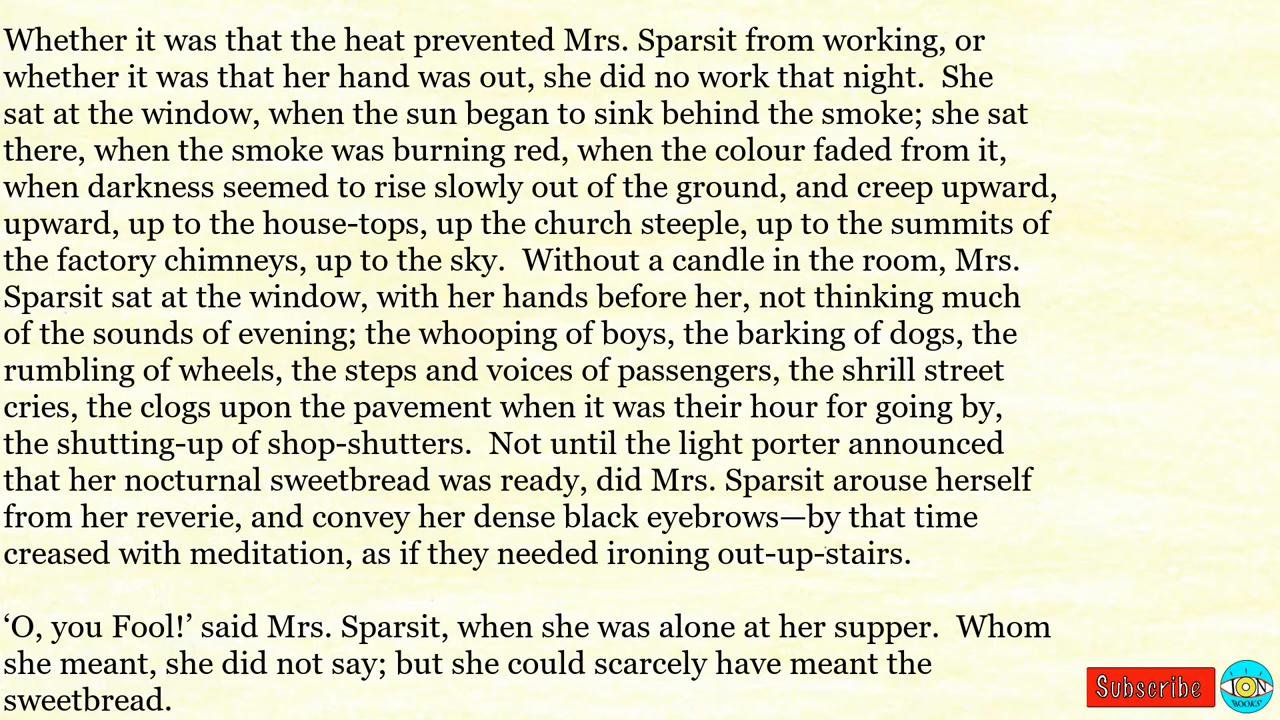 Whether it was that the heat prevented Mrs. Sparsit from working, or
whether it was that her hand was out, she did no work that night.  She
sat at the window, when the sun began to sink behind the smoke; she sat
there, when the smoke was burning red, when the colour faded from it,
when darkness seemed to rise slowly out of the ground, and creep upward,
upward, up to the house-tops, up the church steeple, up to the summits of
the factory chimneys, up to the sky.  Without a candle in the room, Mrs.
Sparsit sat at the window, with her hands before her, not thinking much
of the sounds of evening; the whooping of boys, the barking of dogs, the
rumbling of wheels, the steps and voices of passengers, the shrill street
cries, the clogs upon the pavement when it was their hour for going by,
the shutting-up of shop-shutters.  Not until the light porter announced
that her nocturnal sweetbread was ready, did Mrs. Sparsit arouse herself
from her reverie, and convey her dense black eyebrows—by that time
creased with meditation, as if they needed ironing out-up-stairs.
‘O, you Fool!’ said Mrs. Sparsit, when she was alone at her supper.  Whom
she meant, she did not say; but she could scarcely have meant the
sweetbread.
Subscribe
ION
BOOKS